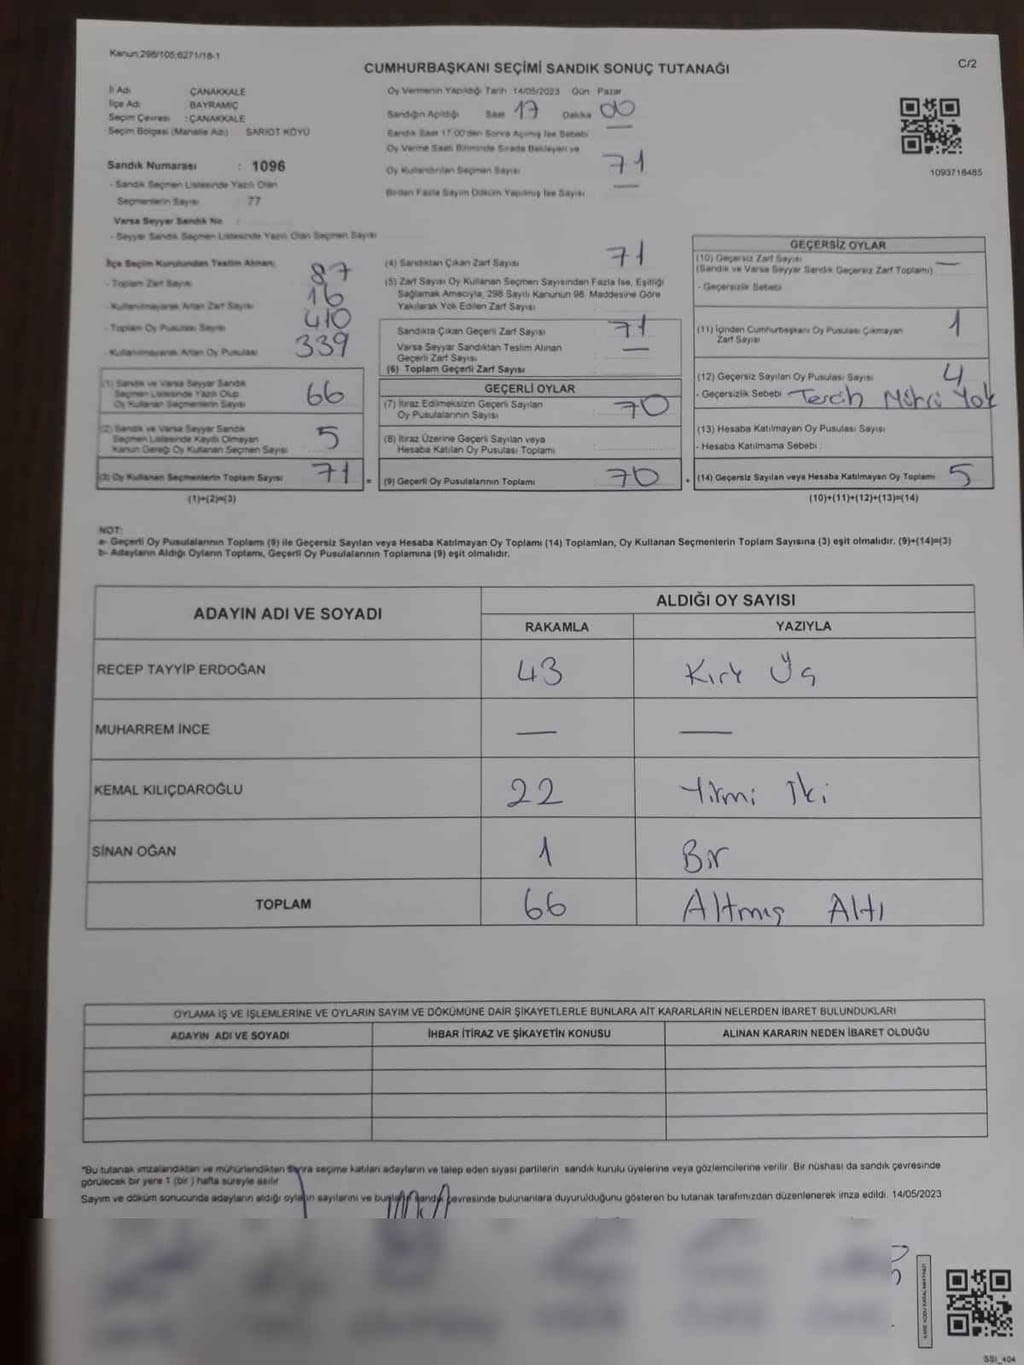 Kanun:298/105;6271/18-1
C/2
CUMHURBAŞKANI SEÇİMİ SANDIK SONUÇ TUTANAĞI
İl Adı ÇANAKKALE
İlçe Adı BAYRAMİÇ
Seçim Çevresi : ÇANAKKALE
Seçim Bölgesi (Mahalle Adı) SARIOT KÖYÜ
Oy Vermenin Yapıldığı Tarih 14/05/2023 Gün Pazar
Sandığın Açıldığı Saat 17 Dakika 00
Sandık Saat 17.00'den Sonra Açılmış İse Sebebi —
Oy Verme Saati Bitiminde Sırada Bekleyen ve
Oy Kullandırılan Seçmen Sayısı 71
Birden Fazla Sayım Döküm Yapılmış İse Sayısı —
1093718485
Sandık Numarası : 1096
- Sandık Seçmen Listesinde Yazılı Olan
Seçmenlerin Sayısı 77
Varsa Seyyar Sandık No :
- Seyyar Sandık Seçmen Listesinde Yazılı Olan Seçmen Sayısı
İlçe Seçim Kurulundan Teslim Alınan;
- Toplam Zarf Sayısı 87
- Kullanılmayarak Artan Zarf Sayısı 16
- Toplam Oy Pusulası Sayısı 410
- Kullanılmayarak Artan Oy Pusulası 339
(1) Sandık ve Varsa Seyyar Sandık
Seçmen Listesinde Yazılı Olup
Oy Kullanan Seçmenlerin Sayısı 66
(2) Sandık ve Varsa Seyyar Sandık
Seçmen Listesinde Kaydı Olmayan
Kanun Gereği Oy Kullanan Seçmen Sayısı 5
(3) Oy Kullanan Seçmenlerin Toplam Sayısı 71
(1)+(2)=(3)
(4) Sandıktan Çıkan Zarf Sayısı 71
(5) Zarf Sayısı Oy Kullanan Seçmen Sayısından Fazla İse, Eşitliği
Sağlamak Amacıyla, 298 Sayılı Kanunun 98. Maddesine Göre
Yakılarak Yok Edilen Zarf Sayısı
Sandıkta Çıkan Geçerli Zarf Sayısı 71
Varsa Seyyar Sandıktan Teslim Alınan
Geçerli Zarf Sayısı —
(6) Toplam Geçerli Zarf Sayısı
GEÇERLİ OYLAR
(7) İtiraz Edilmeksizin Geçerli Sayılan
Oy Pusulalarının Sayısı 70
(8) İtiraz Üzerine Geçerli Sayılan veya
Hesaba Katılan Oy Pusulası Toplamı
= (9) Geçerli Oy Pusulalarının Toplamı 70
GEÇERSİZ OYLAR
(10) Geçersiz Zarf Sayısı —
(Sandık ve Varsa Seyyar Sandık Geçersiz Zarf Toplamı)
- Geçersizlik Sebebi
(11) İçinden Cumhurbaşkanı Oy Pusulası Çıkmayan 1
Zarf Sayısı
(12) Geçersiz Sayılan Oy Pusulası Sayısı 4
- Geçersizlik Sebebi Tercih Mührü Yok
(13) Hesaba Katılmayan Oy Pusulası Sayısı
- Hesaba Katılmama Sebebi :
+ (14) Geçersiz Sayılan veya Hesaba Katılmayan Oy Toplamı 5
(10)+(11)+(12)+(13)=(14)
NOT:
a- Geçerli Oy Pusulalarının Toplamı (9) ile Geçersiz Sayılan veya Hesaba Katılmayan Oy Toplamı (14) Toplamları, Oy Kullanan Seçmenlerin Toplam Sayısına (3) eşit olmalıdır. (9)+(14)=(3)
b- Adayların Aldığı Oyların Toplamı, Geçerli Oy Pusulalarının Toplamına (9) eşit olmalıdır.
ADAYIN ADI VE SOYADI ALDIĞI OY SAYISI
RAKAMLA YAZIYLA
RECEP TAYYİP ERDOĞAN 43 Kırk Üç
MUHARREM İNCE — —
KEMAL KILIÇDAROĞLU 22 Yirmi İki
SİNAN OĞAN 1 Bir
TOPLAM 66 Altmış Altı
OYLAMA İŞ VE İŞLEMLERİNE VE OYLARIN SAYIM VE DÖKÜMÜNE DAİR ŞİKAYETLERLE BUNLARA AİT KARARLARIN NELERDEN İBARET BULUNDUKLARI
ADAYIN ADI VE SOYADI İHBAR İTİRAZ VE ŞİKAYETİN KONUSU ALINAN KARARIN NEDEN İBARET OLDUĞU
*Bu tutanak imzalandıktan ve mühürlendikten sonra seçime katılan adayların ve talep eden siyasi partilerin sandık kurulu üyelerine veya gözlemcilerine verilir. Bir nüshası da sandık çevresinde
görülecek bir yere 1 (bir) hafta süreyle asılır.
Sayım ve döküm sonucunda adayların aldığı oyların sayılarını ve bunların sandık çevresinde bulunanlara duyurulduğunu gösteren bu tutanak tarafımızdan düzenlenerek imza edildi. 14/05/2023
SSI_404